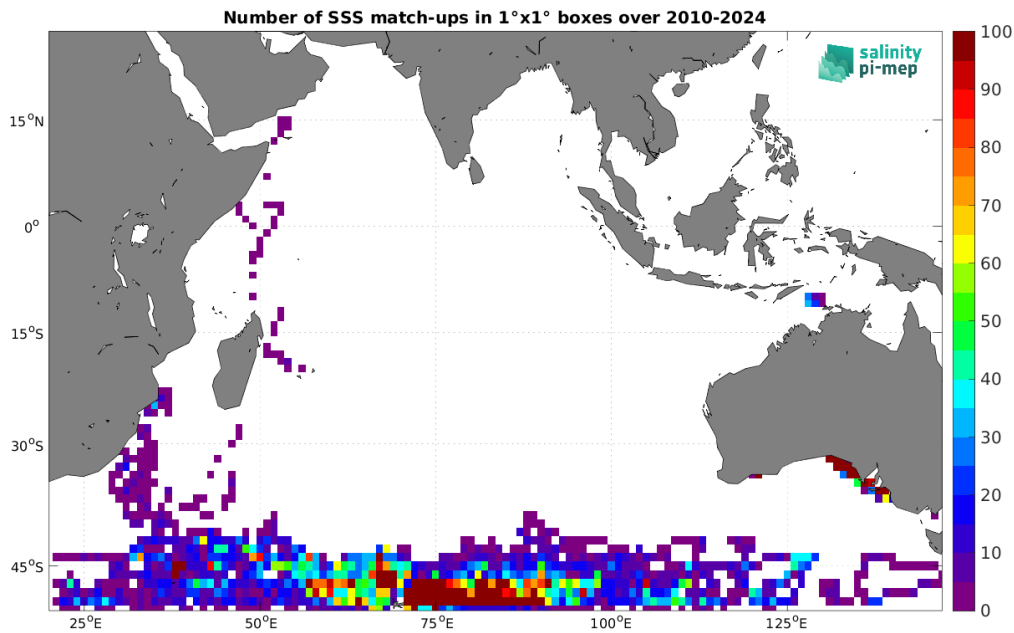 Number of SSS match-ups in 1°x1° boxes over 2010-2024
salinity
pi-mep
15°N
0°
15°S
30°S
45°S
25°E
50°E
75°E
100°E
125°E
100
90
80
70
60
50
40
30
20
10
0